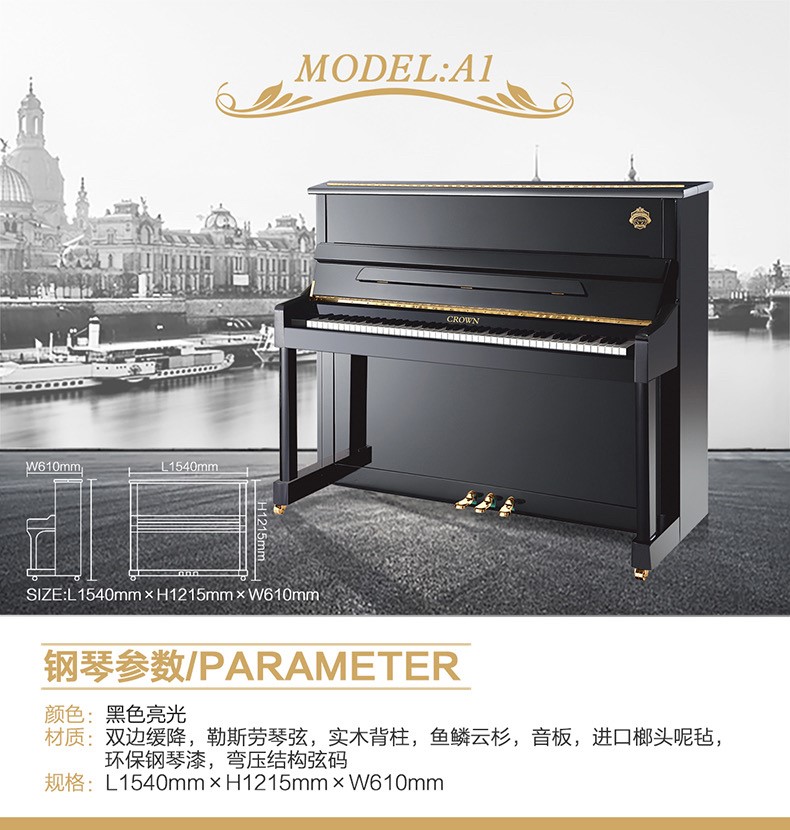 MODEL:A1
CROWN
W610mm
L1540mm
H1215mm
SIZE:L1540mm×H1215mm×W610mm
钢琴参数/PARAMETER
颜色：黑色亮光
材质：双边缓降，勒斯劳琴弦，实木背柱，鱼鳞云杉，音板，进口榔头呢毡，
环保钢琴漆，弯压结构弦码
规格：L1540mm×H1215mm×W610mm